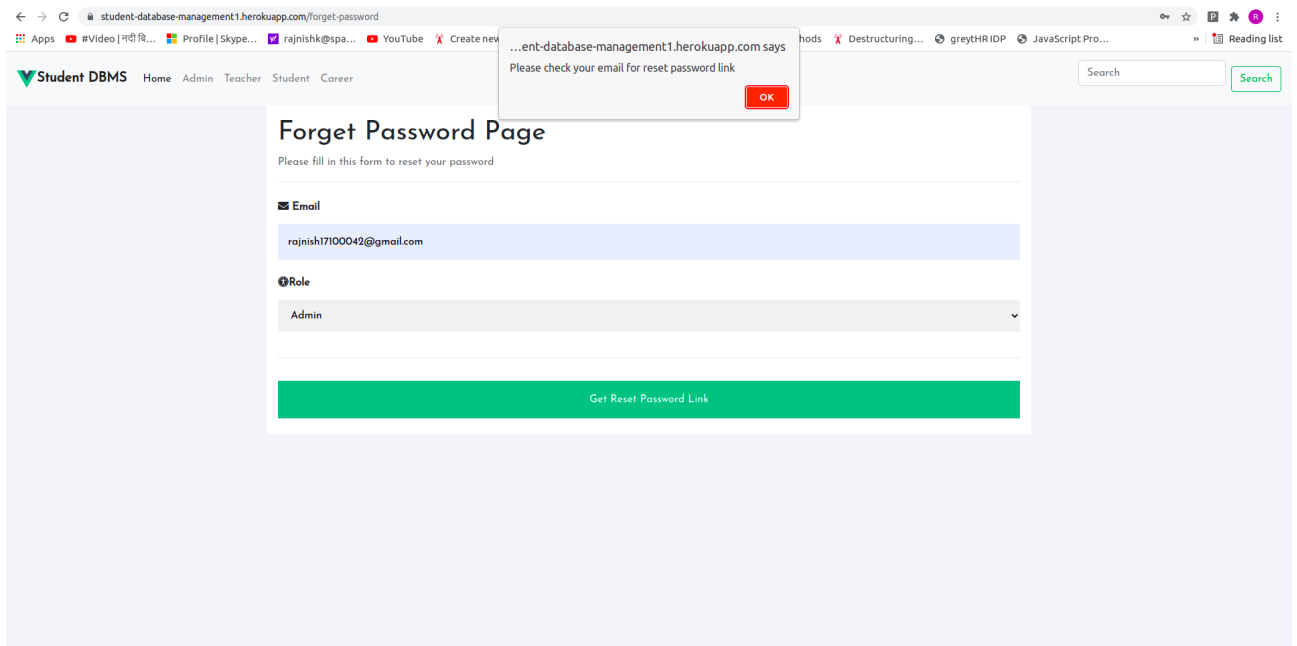 student-database-management1.herokuapp.com/forget-password
P
R
Apps #Video | नदी बि... Profile | Skype... rajnishk@spa... YouTube Create new hods Destructuring... greytHR IDP JavaScript Pro... » Reading list
...ent-database-management1.herokuapp.com says
Please check your email for reset password link
OK
Student DBMS Home Admin Teacher Student Career Search Search
Forget Password Page
Please fill in this form to reset your password
Email
rajnish17100042@gmail.com
Role
Admin
Get Reset Password Link